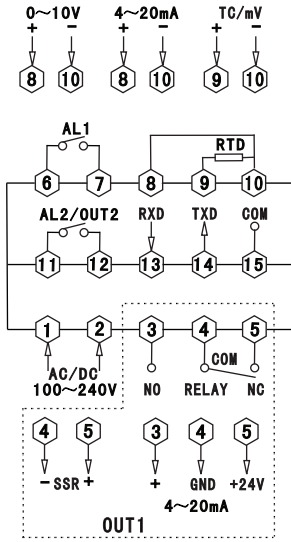 0～10V 4～20mA TC/mV
+ − + − + −
8 10 8 10 9 10
AL1
RTD
6 7 8 9 10
AL2/OUT2 RXD TXD COM
11 12 13 14 15
1 2 3 4 5
AC/DC COM
100～240V NO RELAY NC
4 5 3 4 5
− SSR + + GND +24V
4～20mA
OUT1